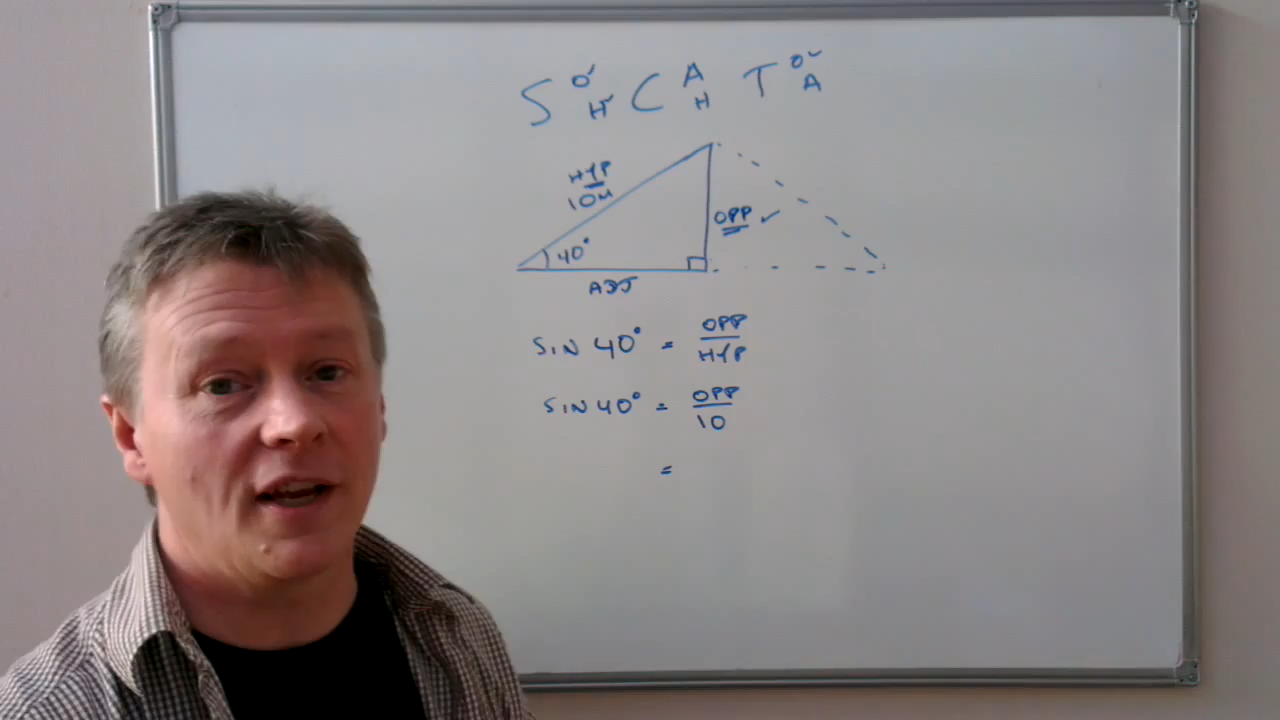 S O H C A H T O A
HYP
10M
OPP
40°
ADJ
SIN 40° = OPP/HYP
SIN 40° = OPP/10
=